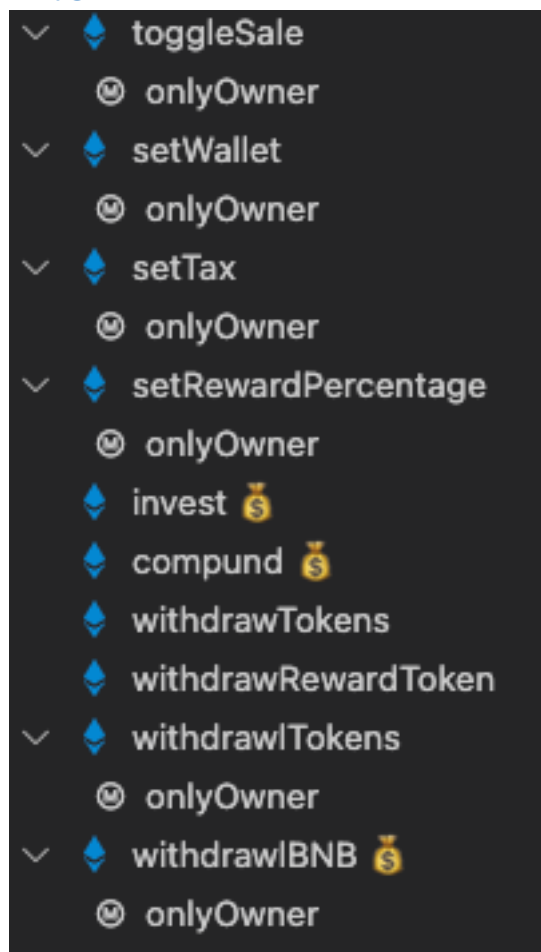 toggleSale
onlyOwner
setWallet
onlyOwner
setTax
onlyOwner
setRewardPercentage
onlyOwner
invest 💰
compund 💰
withdrawTokens
withdrawRewardToken
withdrawlTokens
onlyOwner
withdrawlBNB 💰
onlyOwner